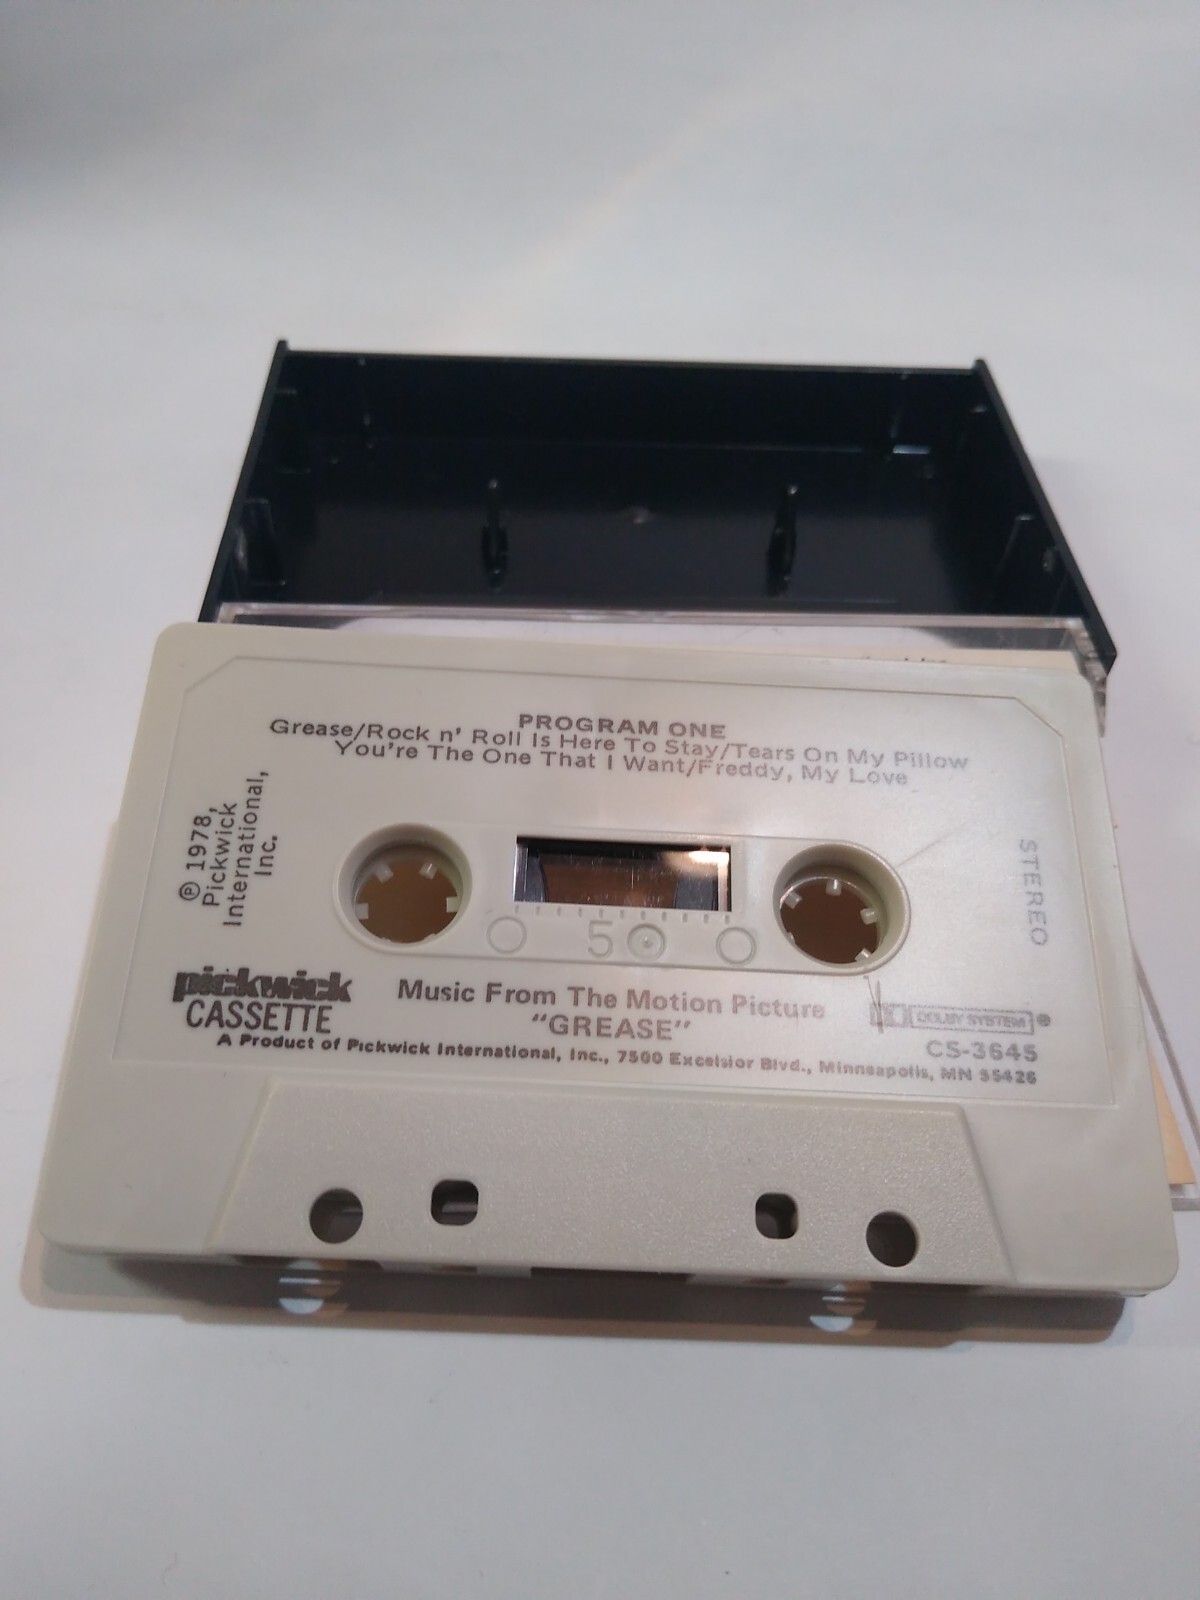 PROGRAM ONE
Grease/Rock n' Roll Is Here To Stay/Tears On My Pillow
You're The One That I Want/Freddy, My Love
℗ 1978,
Pickwick
International,
Inc.
STEREO
5
pickwick
CASSETTE
Music From The Motion Picture
"GREASE"
DOLBY SYSTEM ®
CS-3645
A Product of Pickwick International, Inc., 7500 Excelsior Blvd., Minneapolis, MN 55426